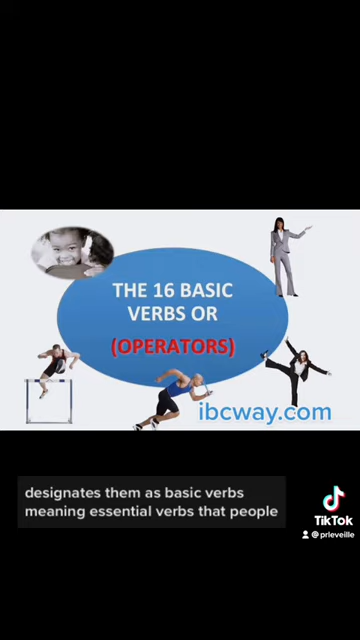 THE 16 BASIC
VERBS OR
(OPERATORS)
ibcway.com
designates them as basic verbs
meaning essential verbs that people
TikTok
@prleveille